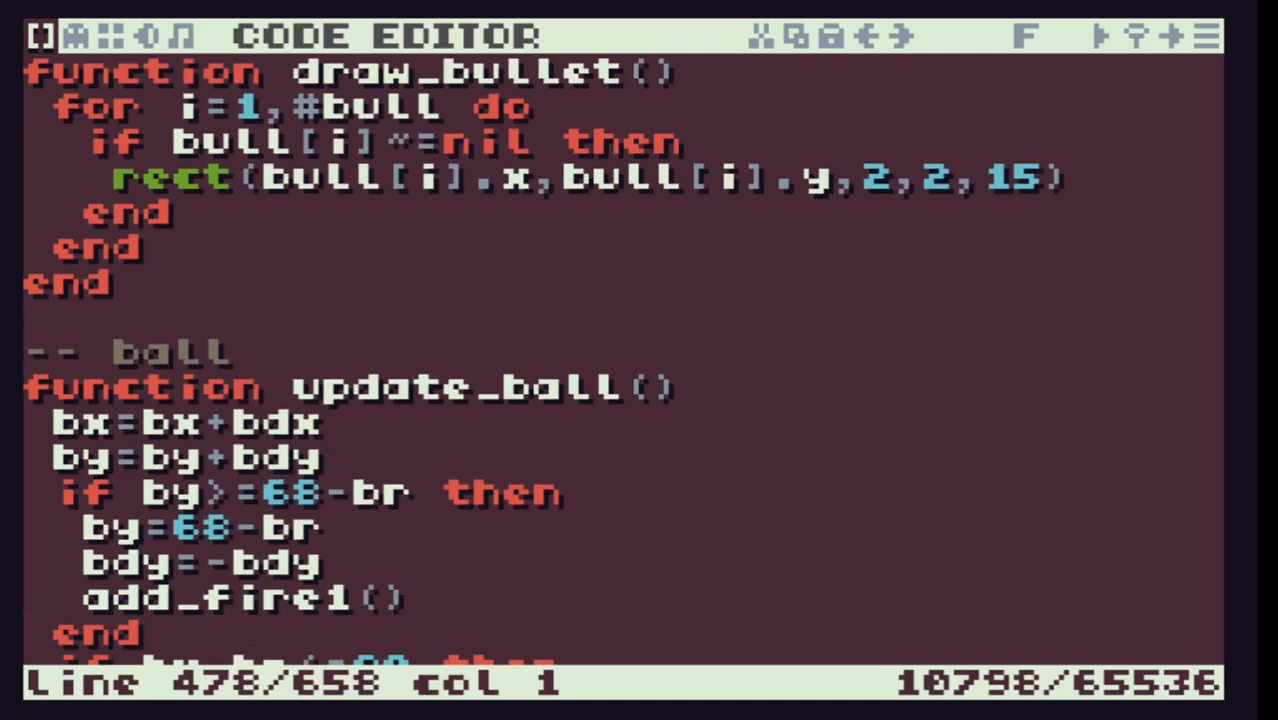 CODE EDITOR F
function draw_bullet()
for i=1,#bull do
if bull[i]~=nil then
rect(bull[i].x,bull[i].y,2,2,15)
end
end
end
-- ball
function update_ball()
bx=bx+bdx
by=by+bdy
if by>=68-br then
by=68-br
bdy=-bdy
add_fire1()
end
if then
line 478/658 col 1 10798/65536